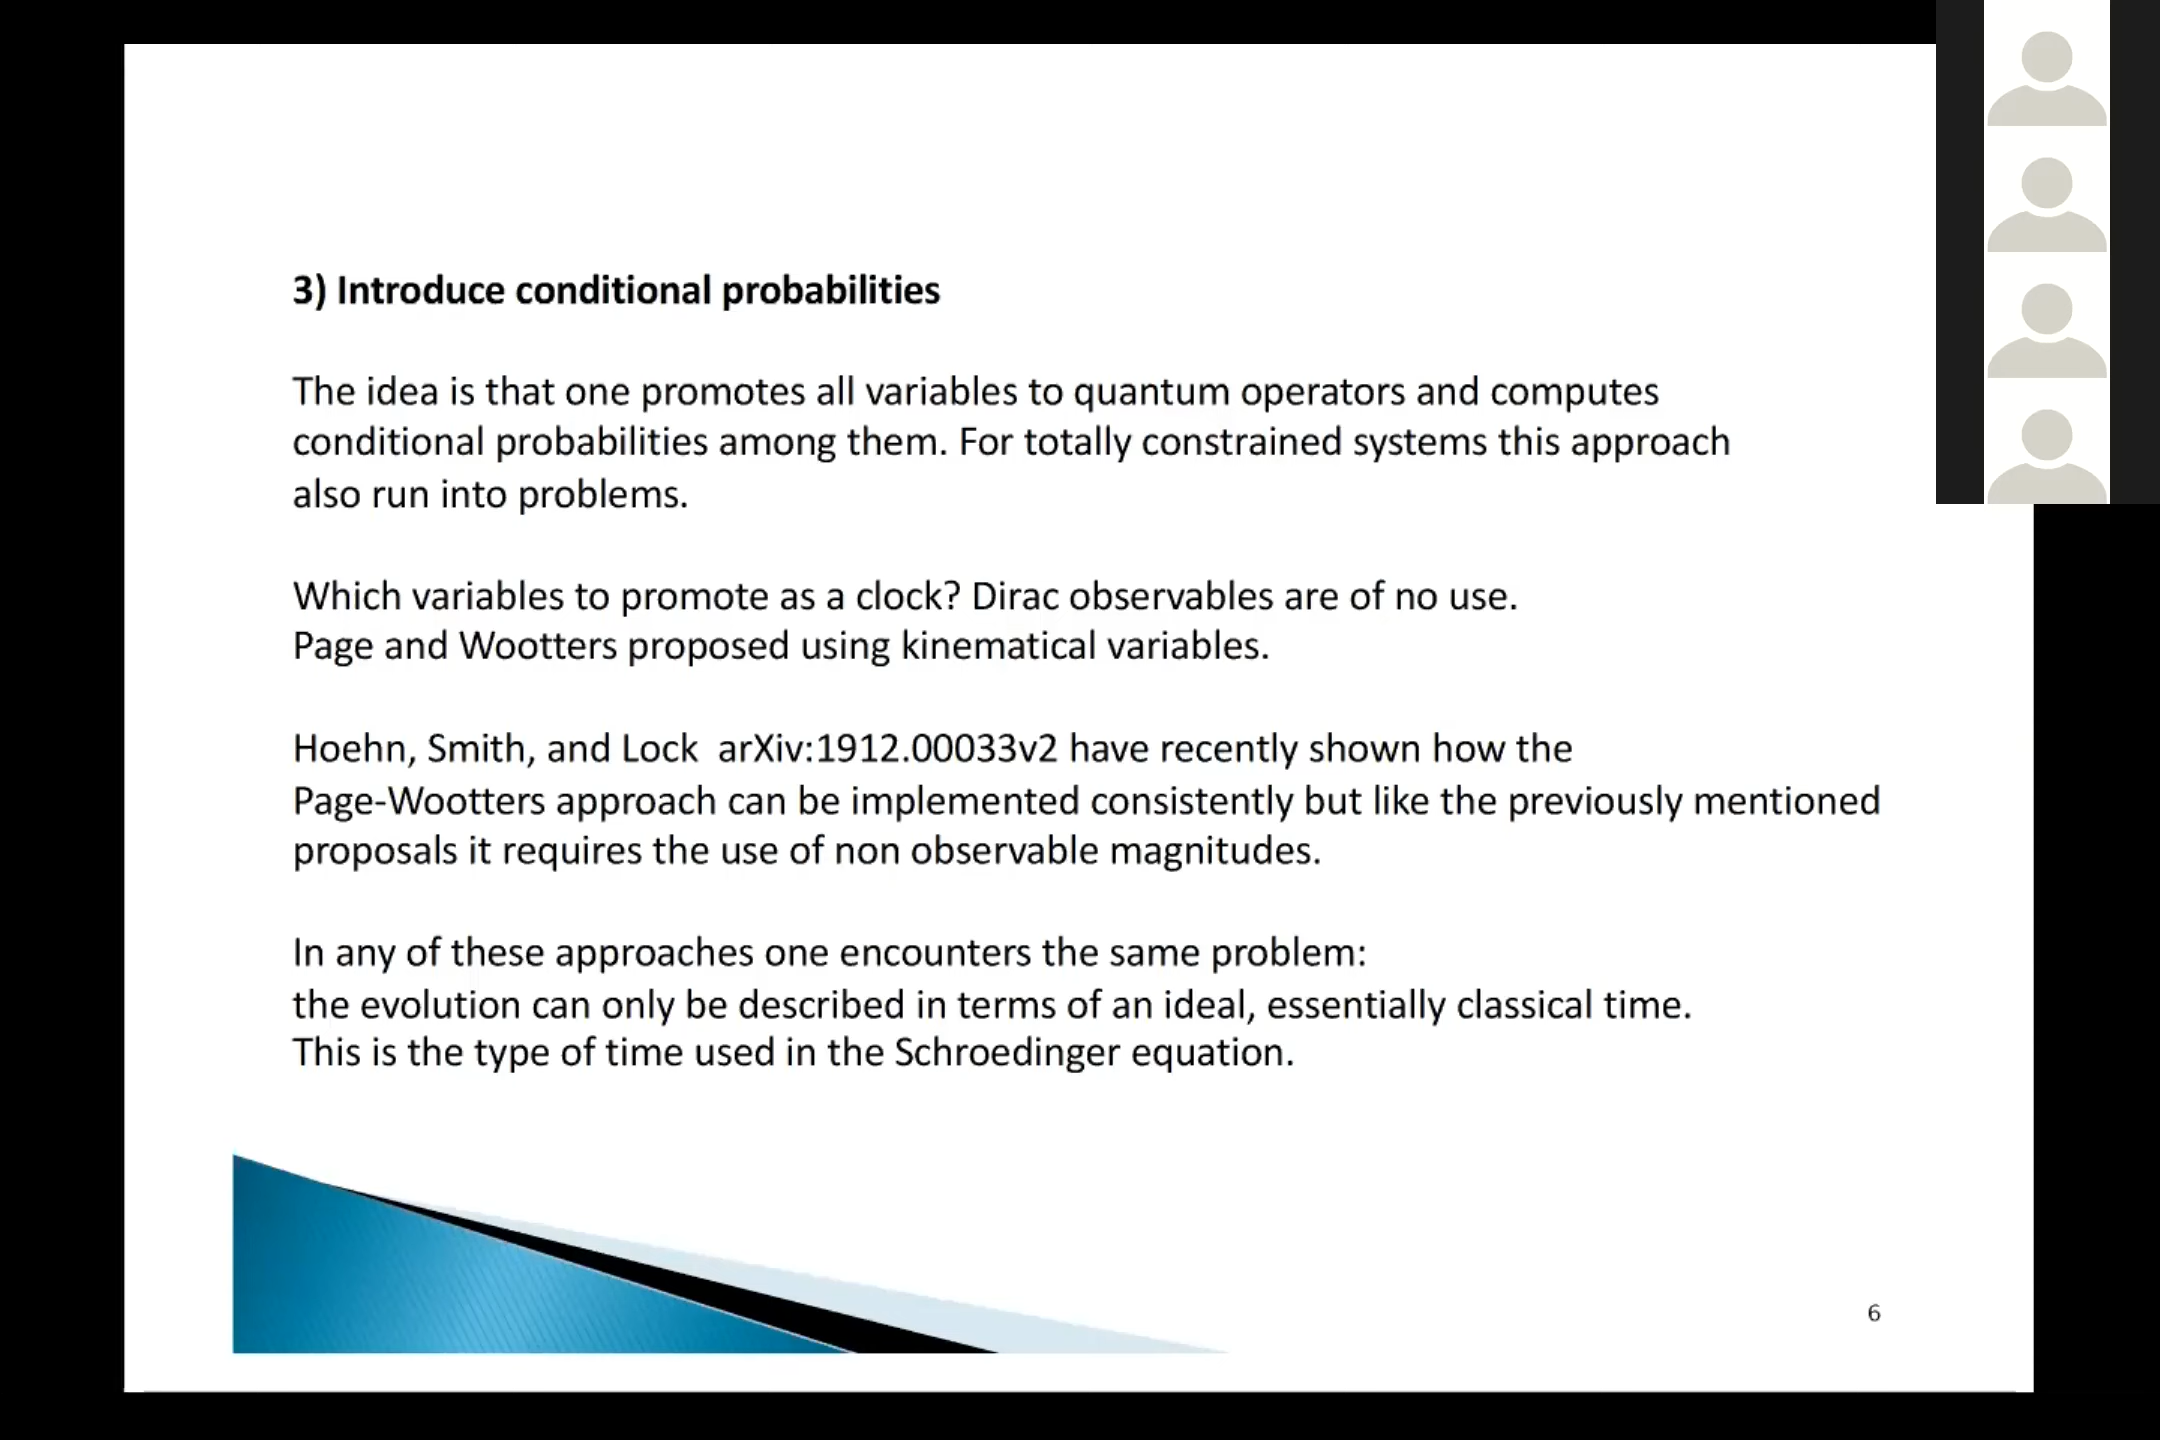 3) Introduce conditional probabilities
The idea is that one promotes all variables to quantum operators and computes
conditional probabilities among them. For totally constrained systems this approach
also run into problems.
Which variables to promote as a clock? Dirac observables are of no use.
Page and Wootters proposed using kinematical variables.
Hoehn, Smith, and Lock  arXiv:1912.00033v2 have recently shown how the
Page-Wootters approach can be implemented consistently but like the previously mentioned
proposals it requires the use of non observable magnitudes.
In any of these approaches one encounters the same problem:
the evolution can only be described in terms of an ideal, essentially classical time.
This is the type of time used in the Schroedinger equation.
6